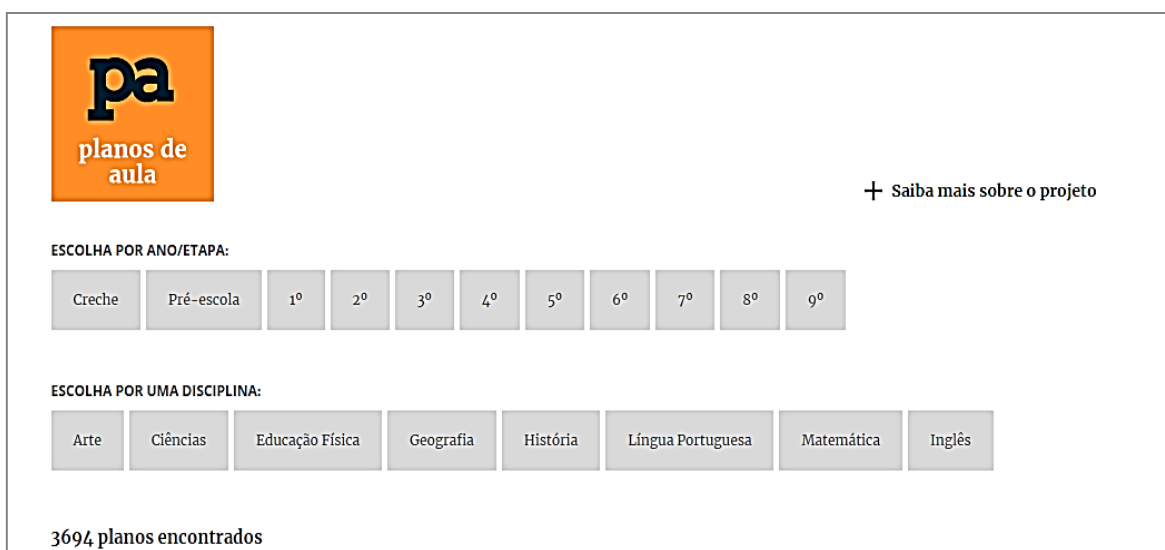 pa
planos de
aula
+ Saiba mais sobre o projeto
ESCOLHA POR ANO/ETAPA:
Creche Pré-escola 1º 2º 3º 4º 5º 6º 7º 8º 9º
ESCOLHA POR UMA DISCIPLINA:
Arte Ciências Educação Física Geografia História Língua Portuguesa Matemática Inglês
3694 planos encontrados